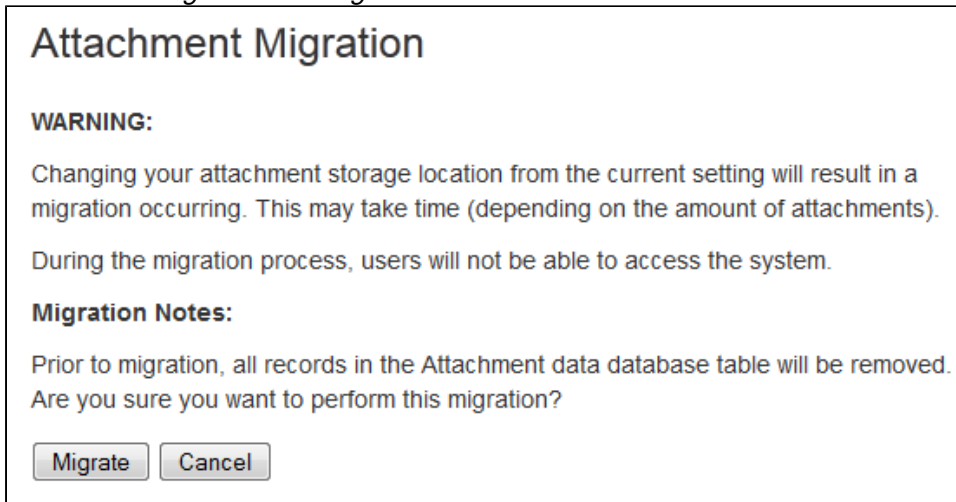 Attachment Migration
WARNING:
Changing your attachment storage location from the current setting will result in a
migration occurring. This may take time (depending on the amount of attachments).
During the migration process, users will not be able to access the system.
Migration Notes:
Prior to migration, all records in the Attachment data database table will be removed.
Are you sure you want to perform this migration?
Migrate Cancel